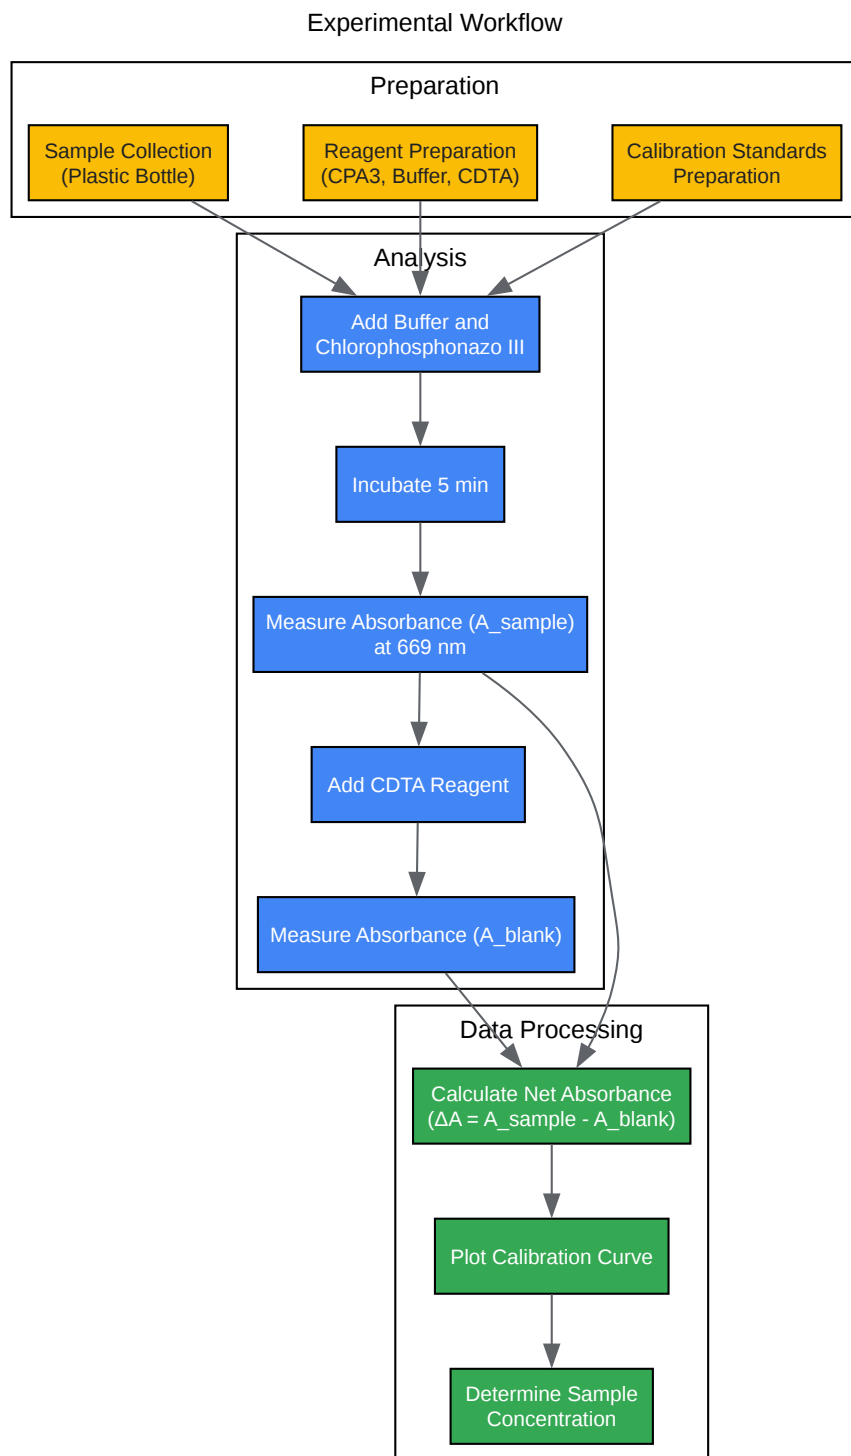 Experimental Workflow
Preparation
Sample Collection
(Plastic Bottle)
Reagent Preparation
(CPA3, Buffer, CDTA)
Calibration Standards
Preparation
Analysis
Add Buffer and
Chlorophosphonazo III
Incubate 5 min
Measure Absorbance (A_sample)
at 669 nm
Add CDTA Reagent
Measure Absorbance (A_blank)
Data Processing
Calculate Net Absorbance
(ΔA = A_sample - A_blank)
Plot Calibration Curve
Determine Sample
Concentration